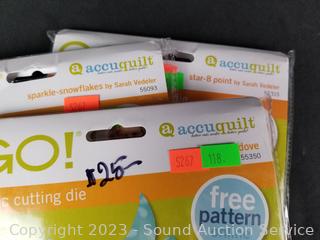 accuquilt
sparkle-snowflakes by Sarah Vedeler
55093
accuquilt
star-8 point by Sarah Vedeler
GO!
accuquilt
$25-
5267
118.
dove
55350
c cutting die
free
pattern
Copyright 2023 - Sound Auction Service